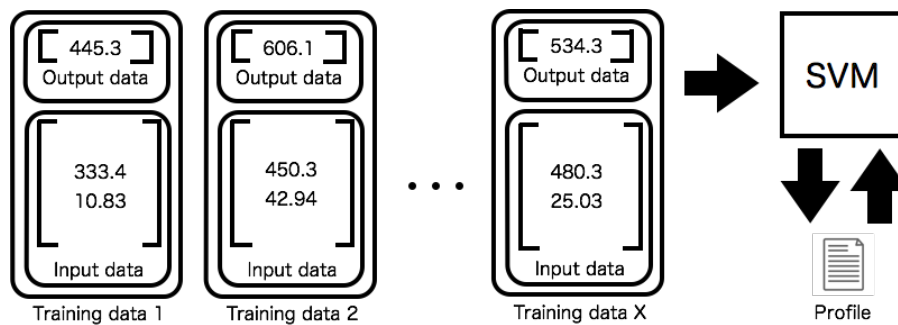 445.3
Output data
333.4
10.83
Input data
Training data 1
606.1
Output data
450.3
42.94
Input data
Training data 2
...
534.3
Output data
480.3
25.03
Input data
Training data X
SVM
Profile